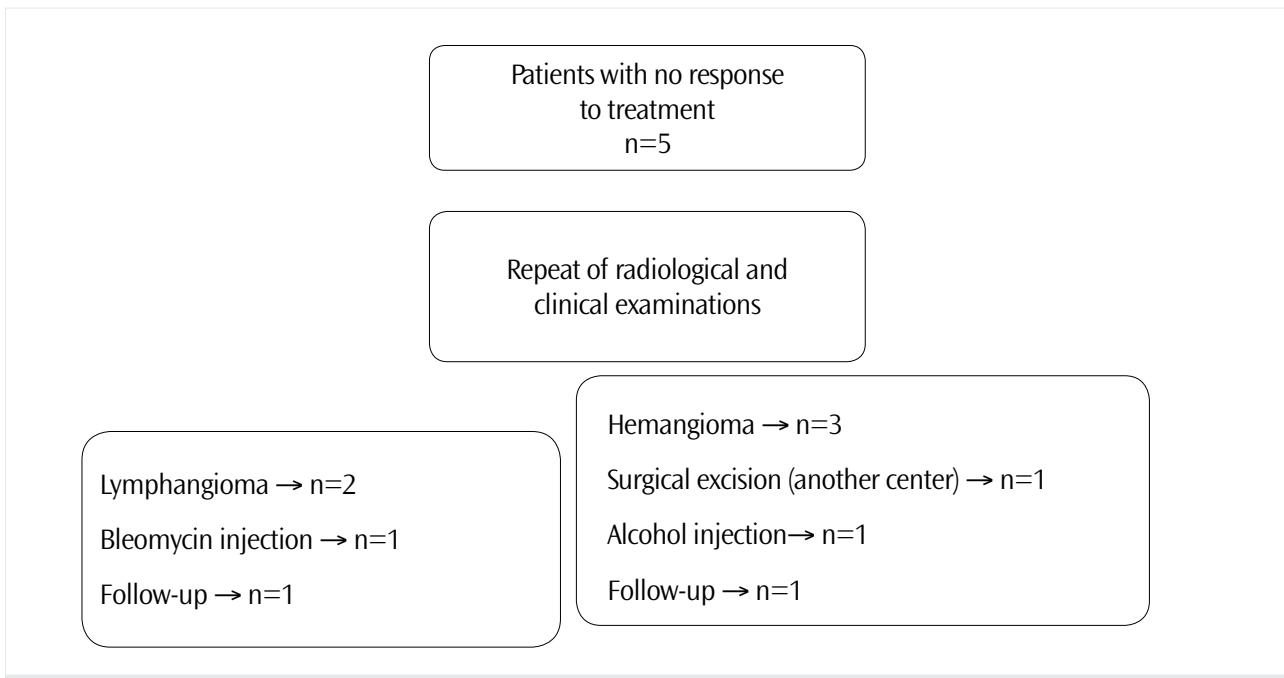 Patients with no response
to treatment
n=5
Repeat of radiological and
clinical examinations
Lymphangioma → n=2
Bleomycin injection → n=1
Follow-up → n=1
Hemangioma → n=3
Surgical excision (another center) → n=1
Alcohol injection→ n=1
Follow-up → n=1